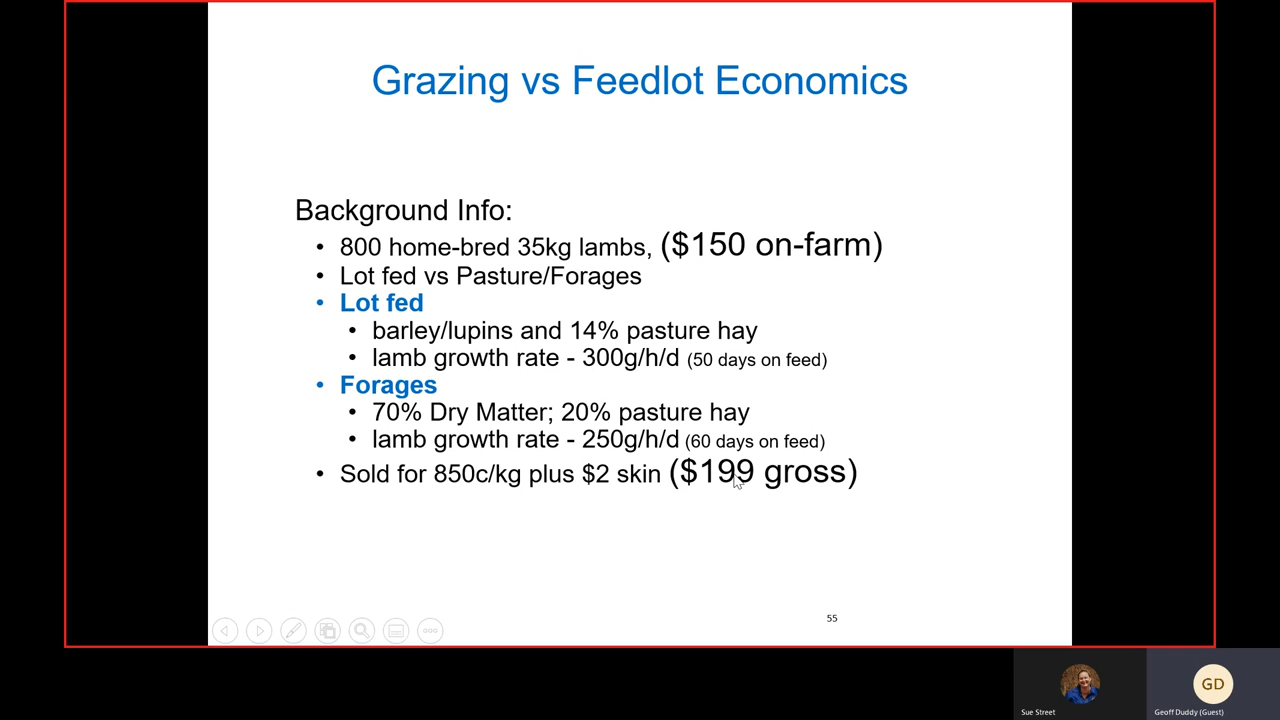 Grazing vs Feedlot Economics
Background Info:
• 800 home-bred 35kg lambs, ($150 on-farm)
• Lot fed vs Pasture/Forages
• Lot fed
• barley/lupins and 14% pasture hay
• lamb growth rate - 300g/h/d (50 days on feed)
• Forages
• 70% Dry Matter; 20% pasture hay
• lamb growth rate - 250g/h/d (60 days on feed)
• Sold for 850c/kg plus $2 skin ($199 gross)
55
GD
Sue Street
Geoff Duddy (Guest)